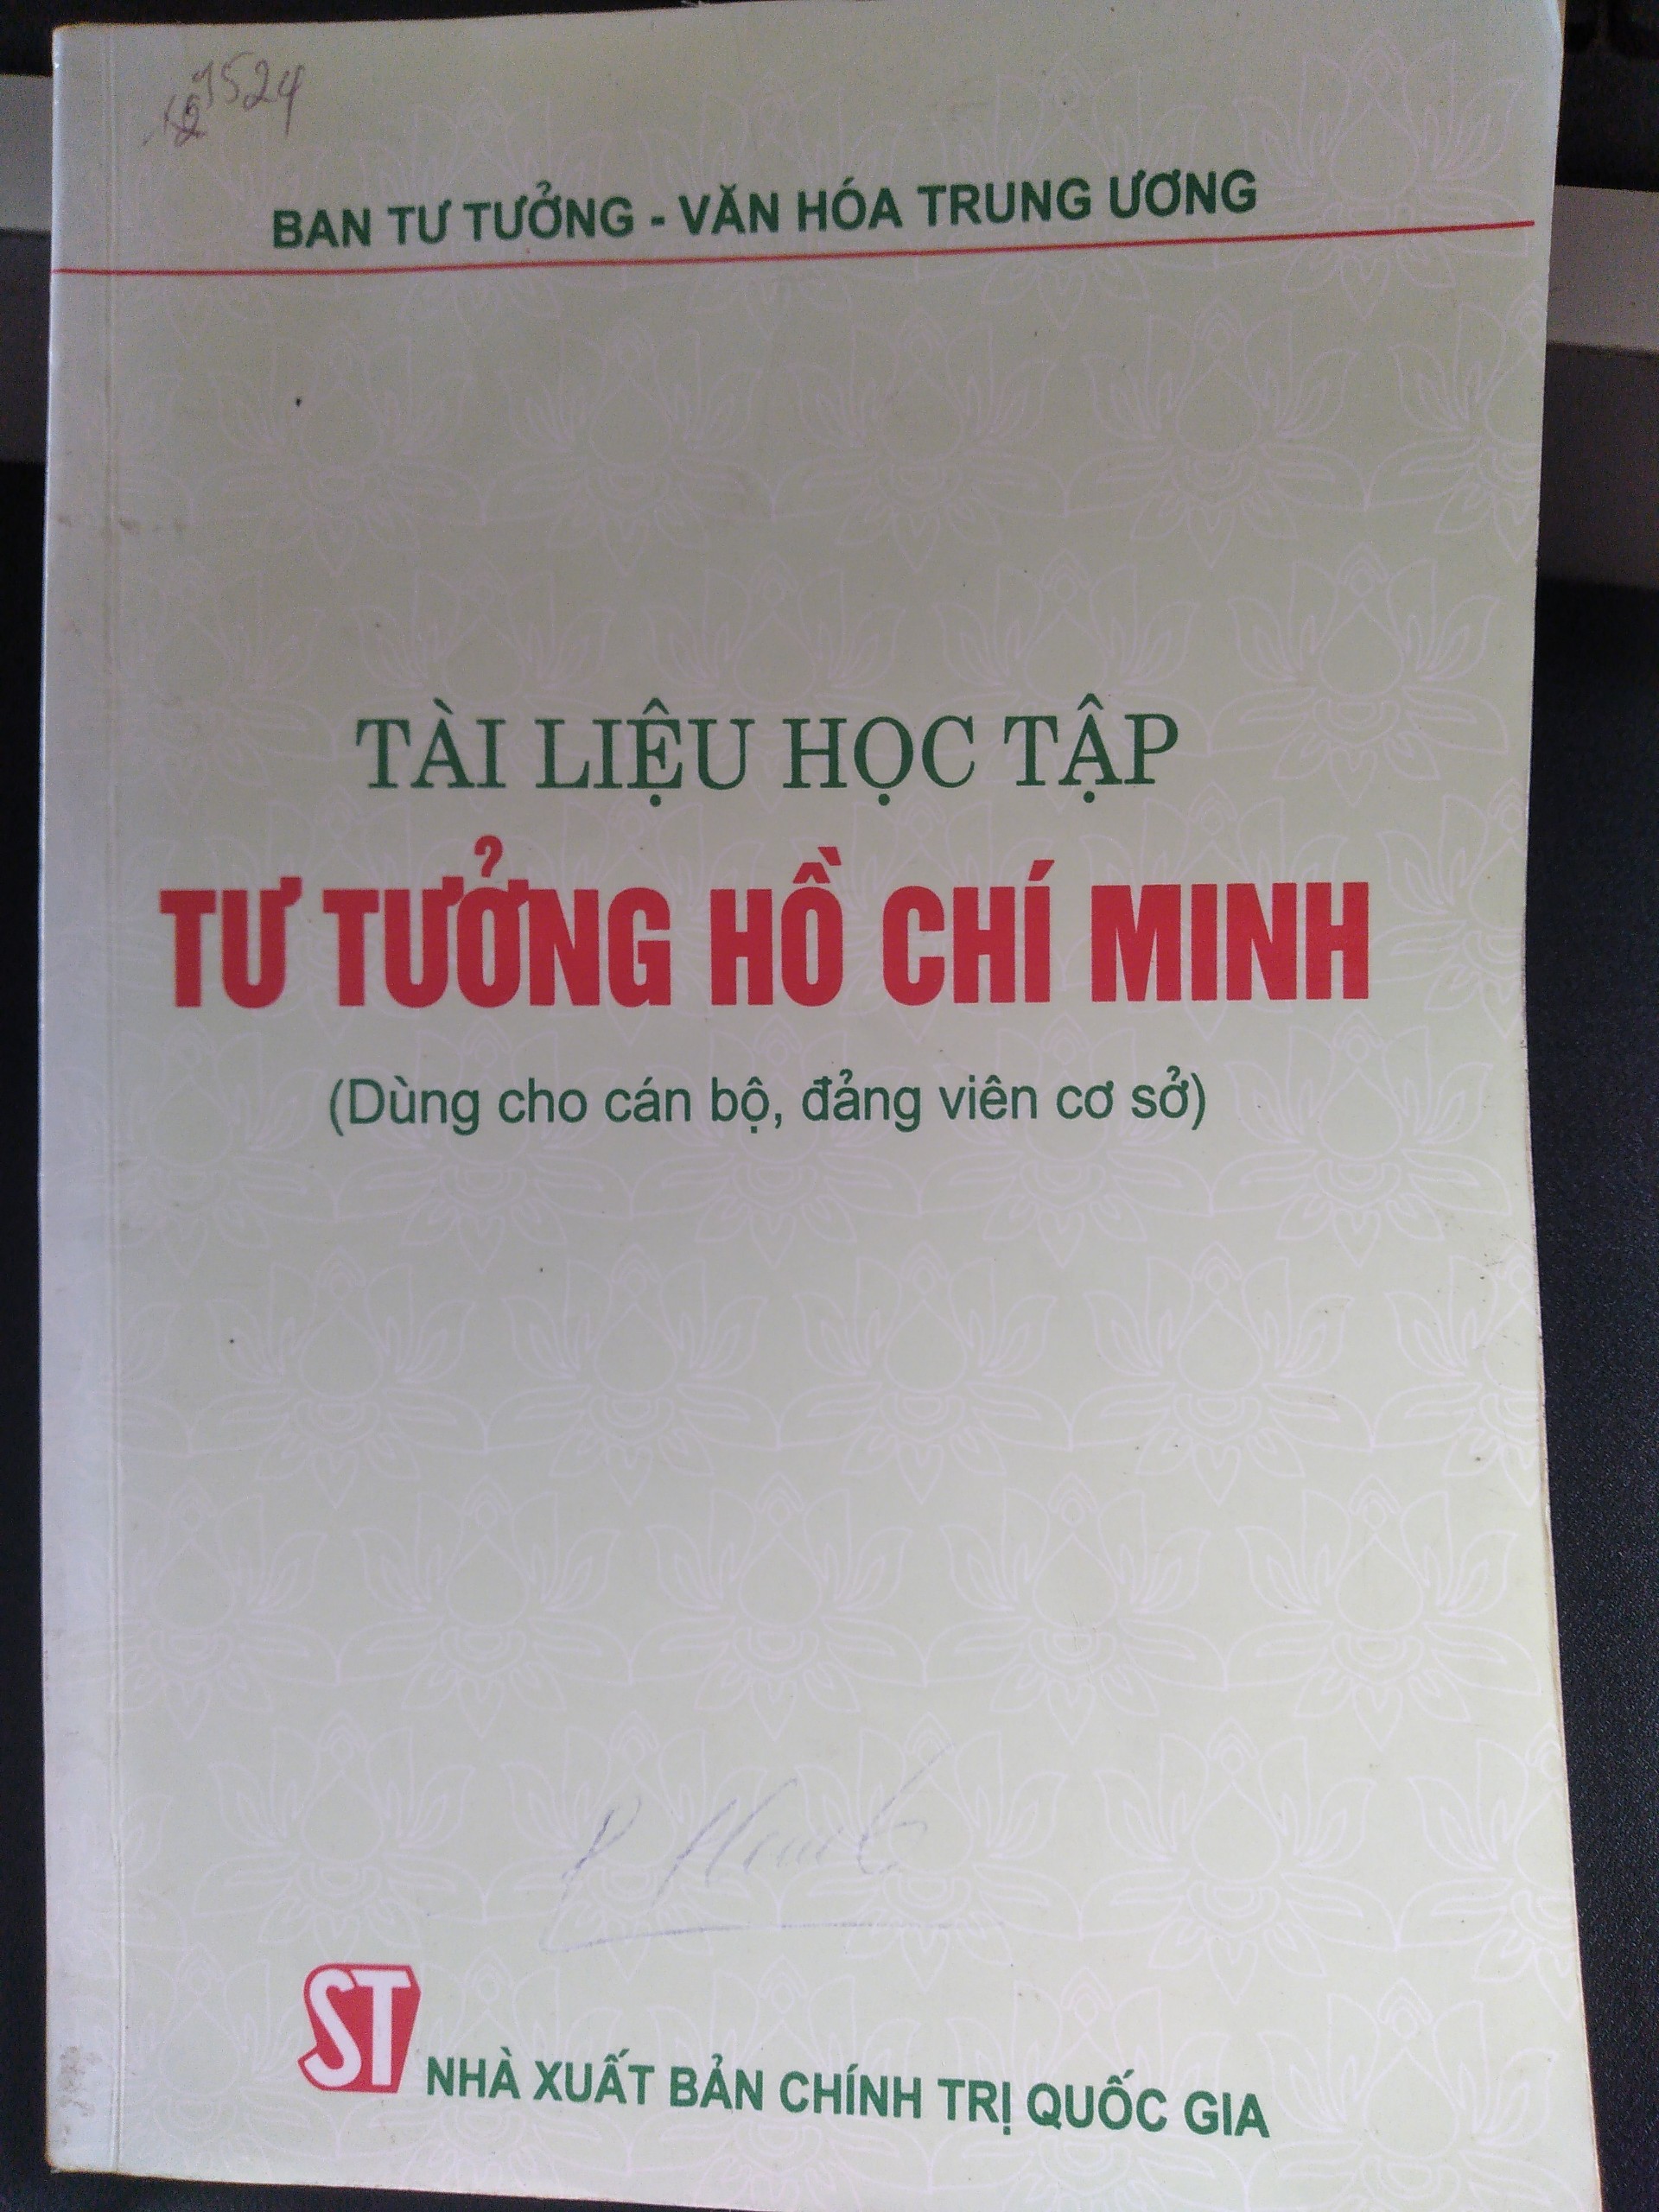 1524
BAN TƯ TƯỞNG - VĂN HÓA TRUNG ƯƠNG
TÀI LIỆU HỌC TẬP
TƯ TƯỞNG HỒ CHÍ MINH
(Dùng cho cán bộ, đảng viên cơ sở)
ST
NHÀ XUẤT BẢN CHÍNH TRỊ QUỐC GIA